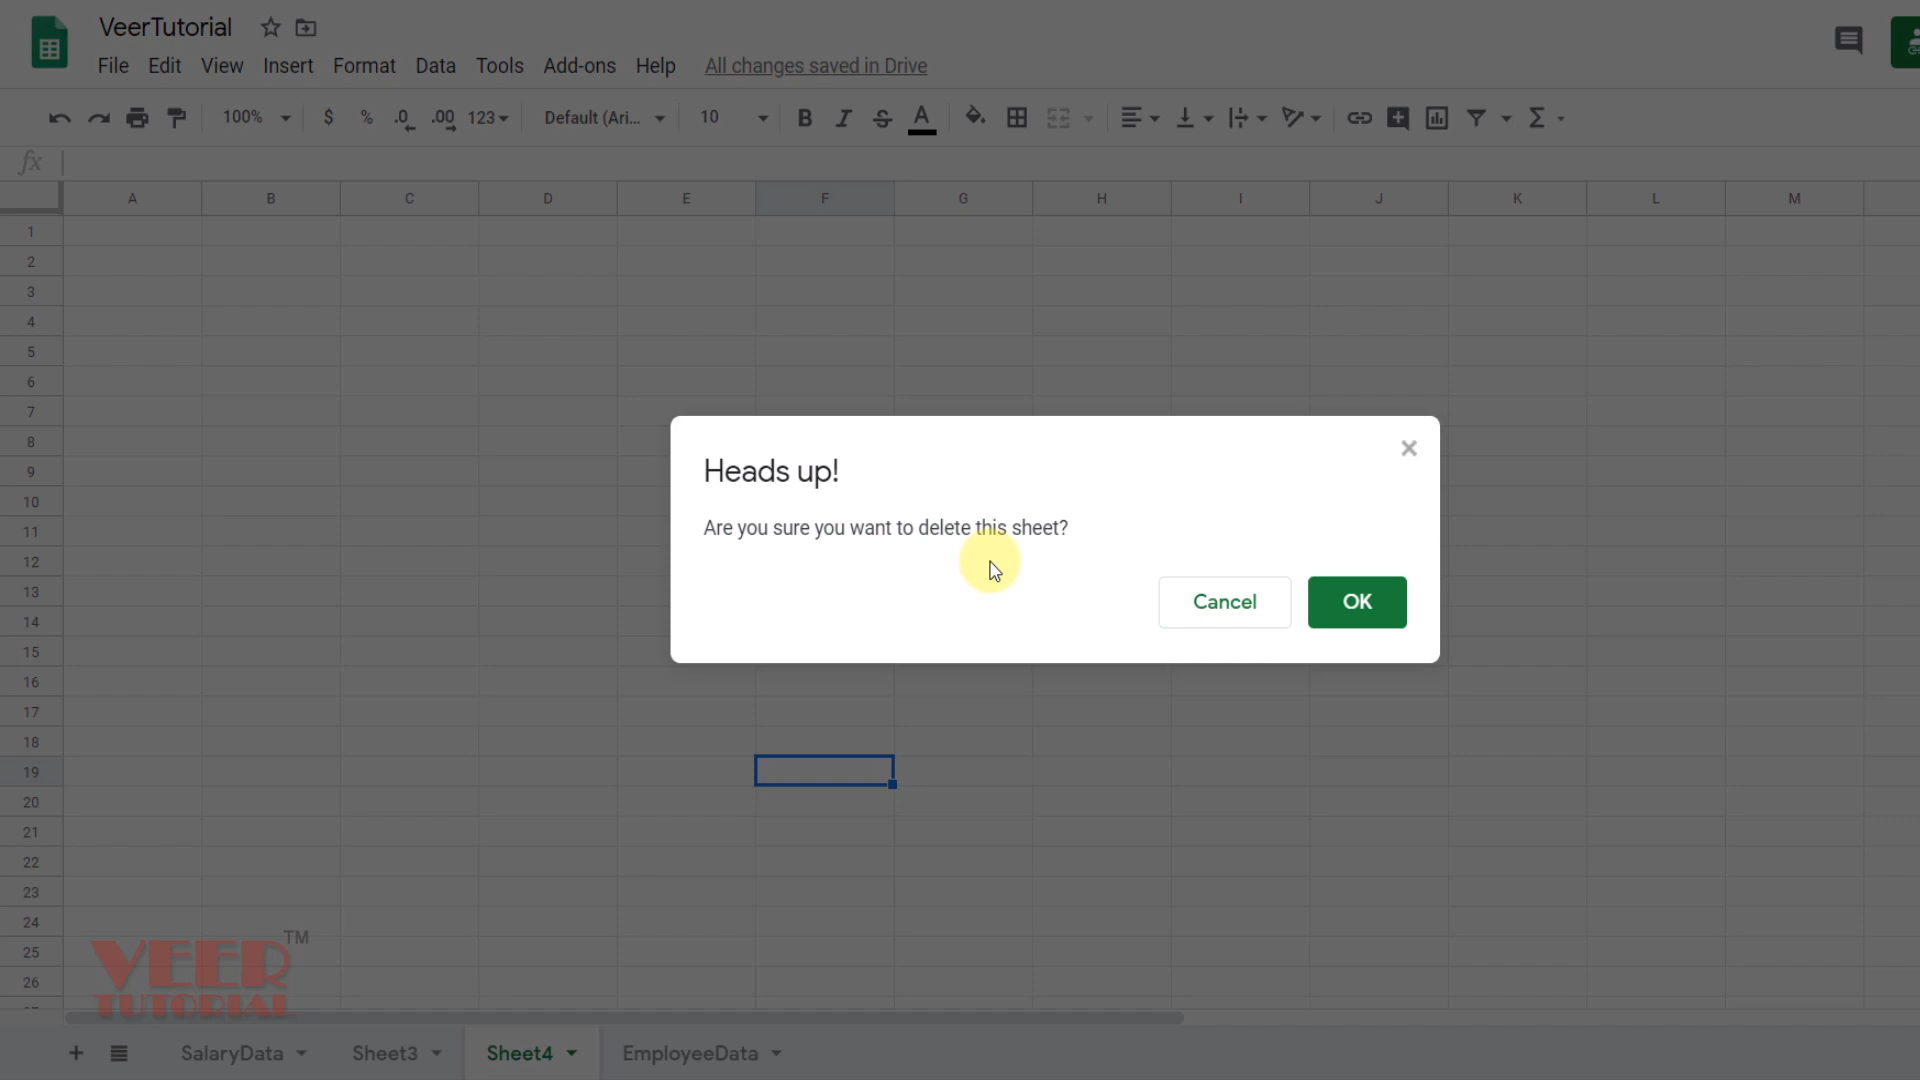 VeerTutorial
File Edit View Insert Format Data Tools Add-ons Help All changes saved in Drive
100% $ % .0 .00 123 Default (Ari... 10 B I S A Σ
fx
A B C D E F G H I J K L M
1
2
3
4
5
6
7
8
9
10
11
12
13
14
15
16
17
18
19
20
21
22
23
24
25
26
Heads up!
Are you sure you want to delete this sheet?
Cancel OK
VEER TM
TUTORIAL
SalaryData Sheet3 Sheet4 EmployeeData